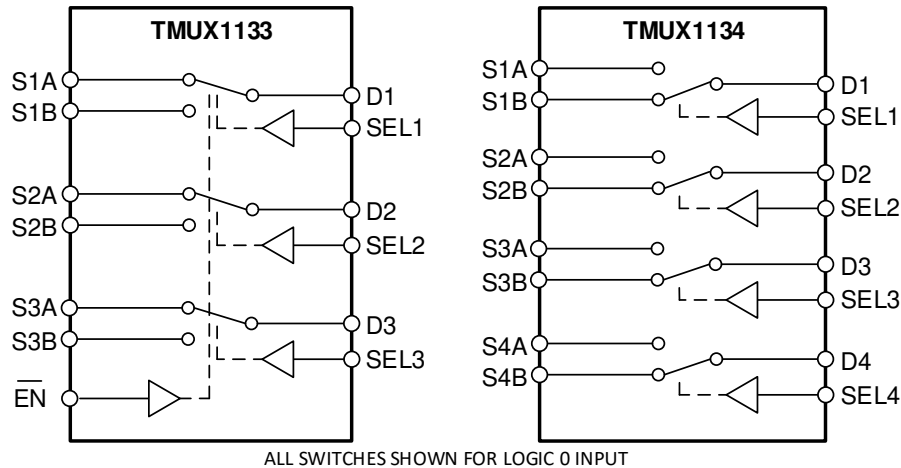 TMUX1133
S1A
S1B
D1
SEL1
S2A
S2B
D2
SEL2
S3A
S3B
D3
SEL3
EN
TMUX1134
S1A
S1B
D1
SEL1
S2A
S2B
D2
SEL2
S3A
S3B
D3
SEL3
S4A
S4B
D4
SEL4
ALL SWITCHES SHOWN FOR LOGIC 0 INPUT